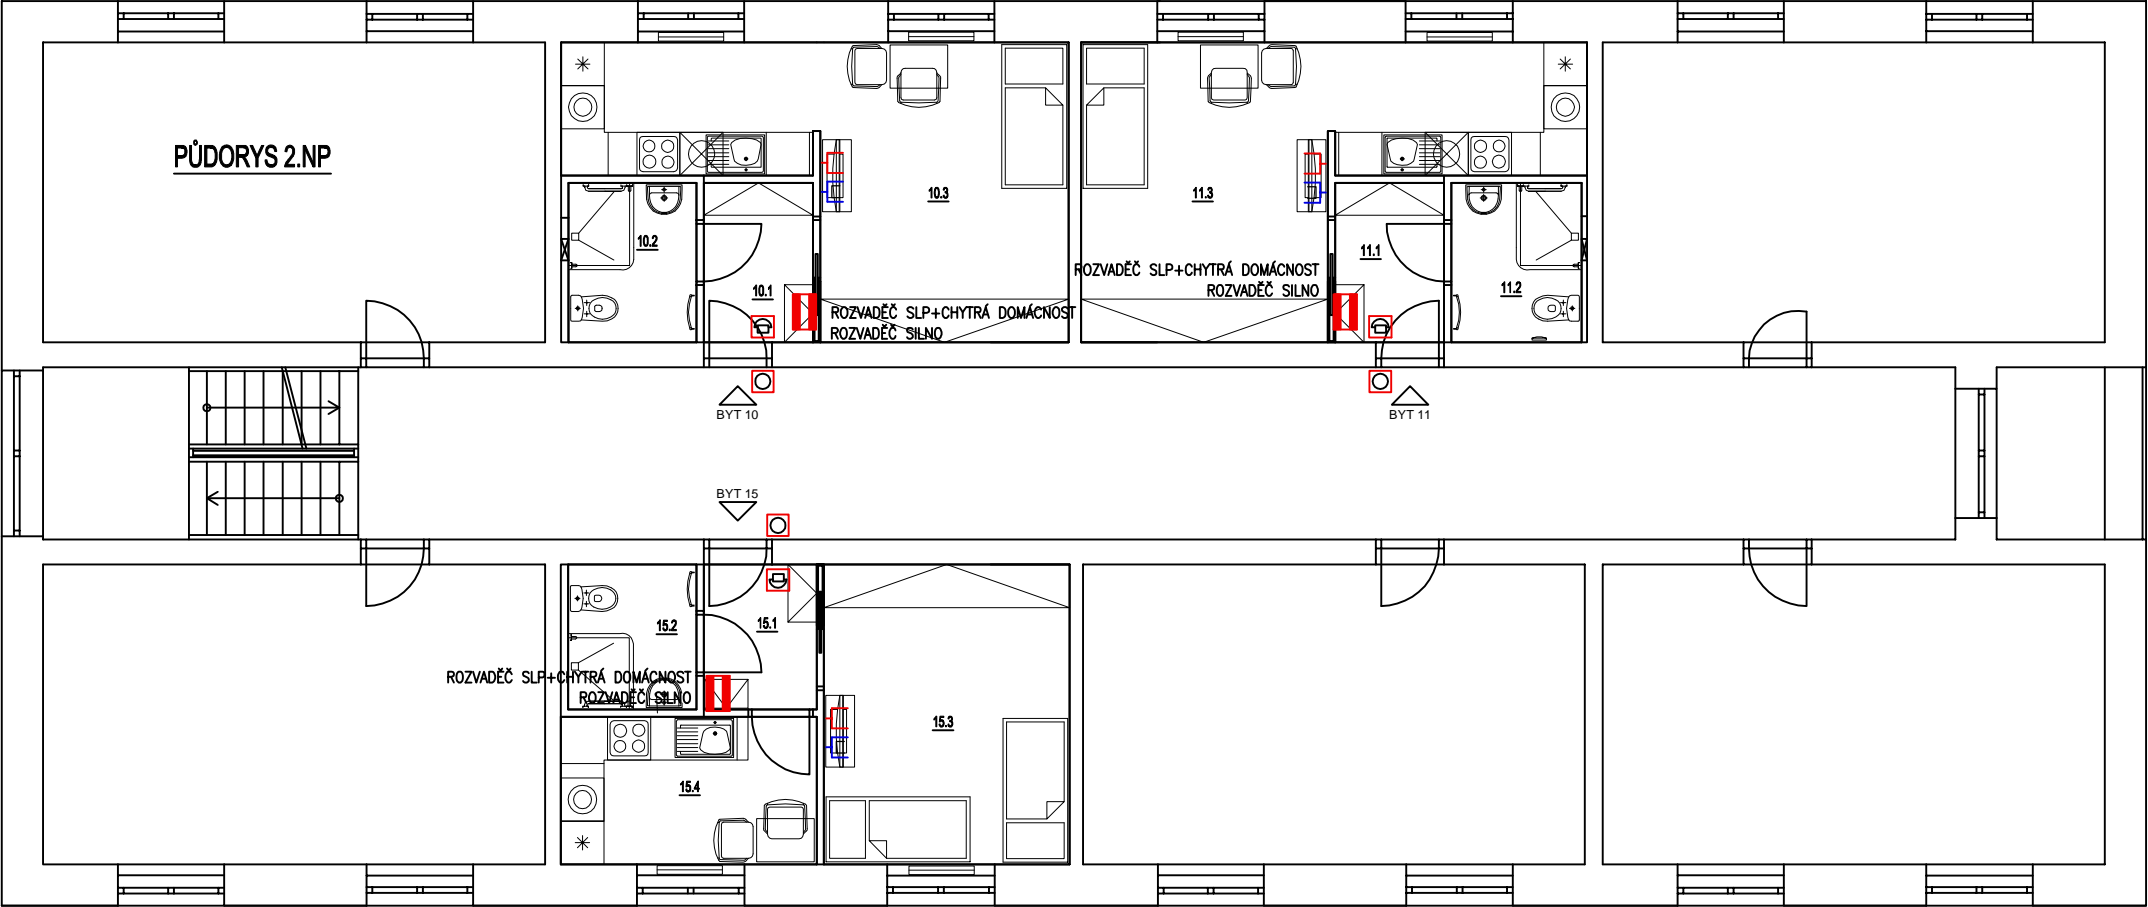 PŮDORYS 2.NP
10.3
11.3
10.2
11.1
10.1
11.2
ROZVADĚČ SLP+CHYTRÁ DOMÁCNOST
ROZVADĚČ SILNO
ROZVADĚČ SLP+CHYTRÁ DOMÁCNOST
ROZVADĚČ SILNO
BYT 10
BYT 11
BYT 15
15.2
15.1
ROZVADĚČ SLP+CHYTRÁ DOMÁCNOST
ROZVADĚČ SILNO
15.3
15.4